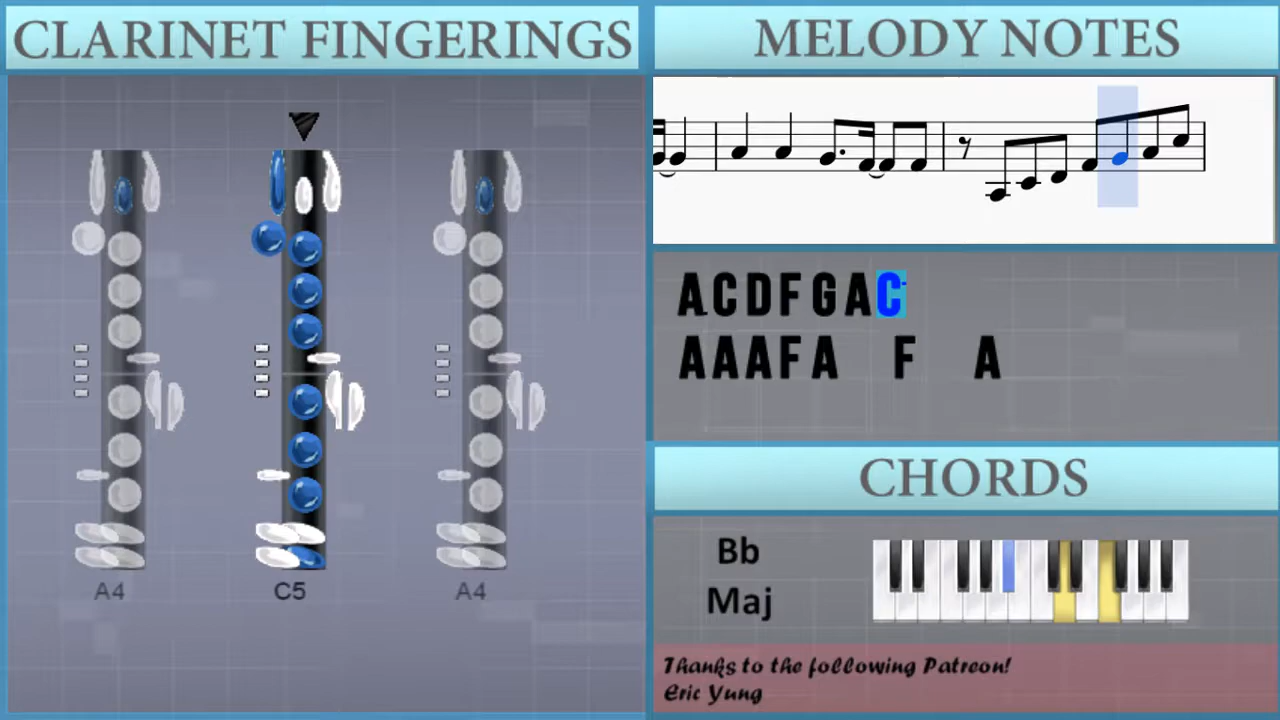 CLARINET FINGERINGS
A4
C5
A4
MELODY NOTES
ACDFGAC
AAAFA F A
CHORDS
Bb
Maj
Thanks to the following Patreon!
Eric Yung